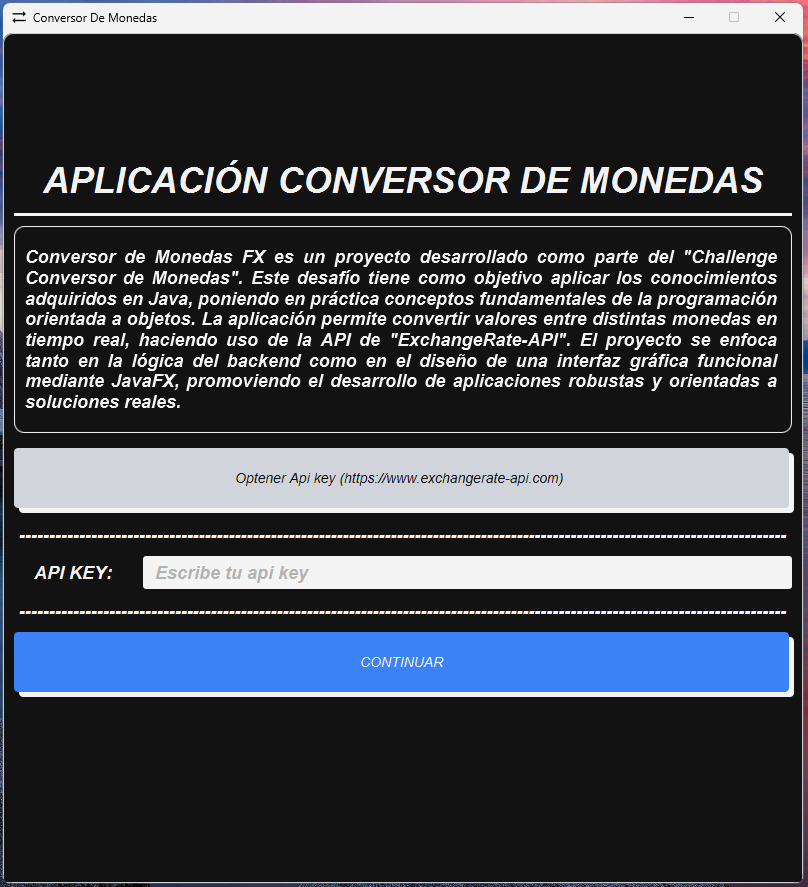 Conversor De Monedas
APLICACIÓN CONVERSOR DE MONEDAS
Conversor de Monedas FX es un proyecto desarrollado como parte del "Challenge
Conversor de Monedas". Este desafío tiene como objetivo aplicar los conocimientos
adquiridos en Java, poniendo en práctica conceptos fundamentales de la programación
orientada a objetos. La aplicación permite convertir valores entre distintas monedas en
tiempo real, haciendo uso de la API de "ExchangeRate-API". El proyecto se enfoca
tanto en la lógica del backend como en el diseño de una interfaz gráfica funcional
mediante JavaFX, promoviendo el desarrollo de aplicaciones robustas y orientadas a
soluciones reales.
Optener Api key (https://www.exchangerate-api.com)
API KEY: Escribe tu api key
CONTINUAR